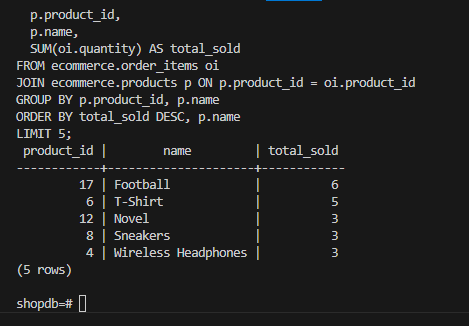 p.product_id,
  p.name,
  SUM(oi.quantity) AS total_sold
FROM ecommerce.order_items oi
JOIN ecommerce.products p ON p.product_id = oi.product_id
GROUP BY p.product_id, p.name
ORDER BY total_sold DESC, p.name
LIMIT 5;
 product_id |        name         | total_sold
------------+---------------------+------------
         17 | Football            |          6
          6 | T-Shirt             |          5
         12 | Novel               |          3
          8 | Sneakers            |          3
          4 | Wireless Headphones |          3
(5 rows)

shopdb=#